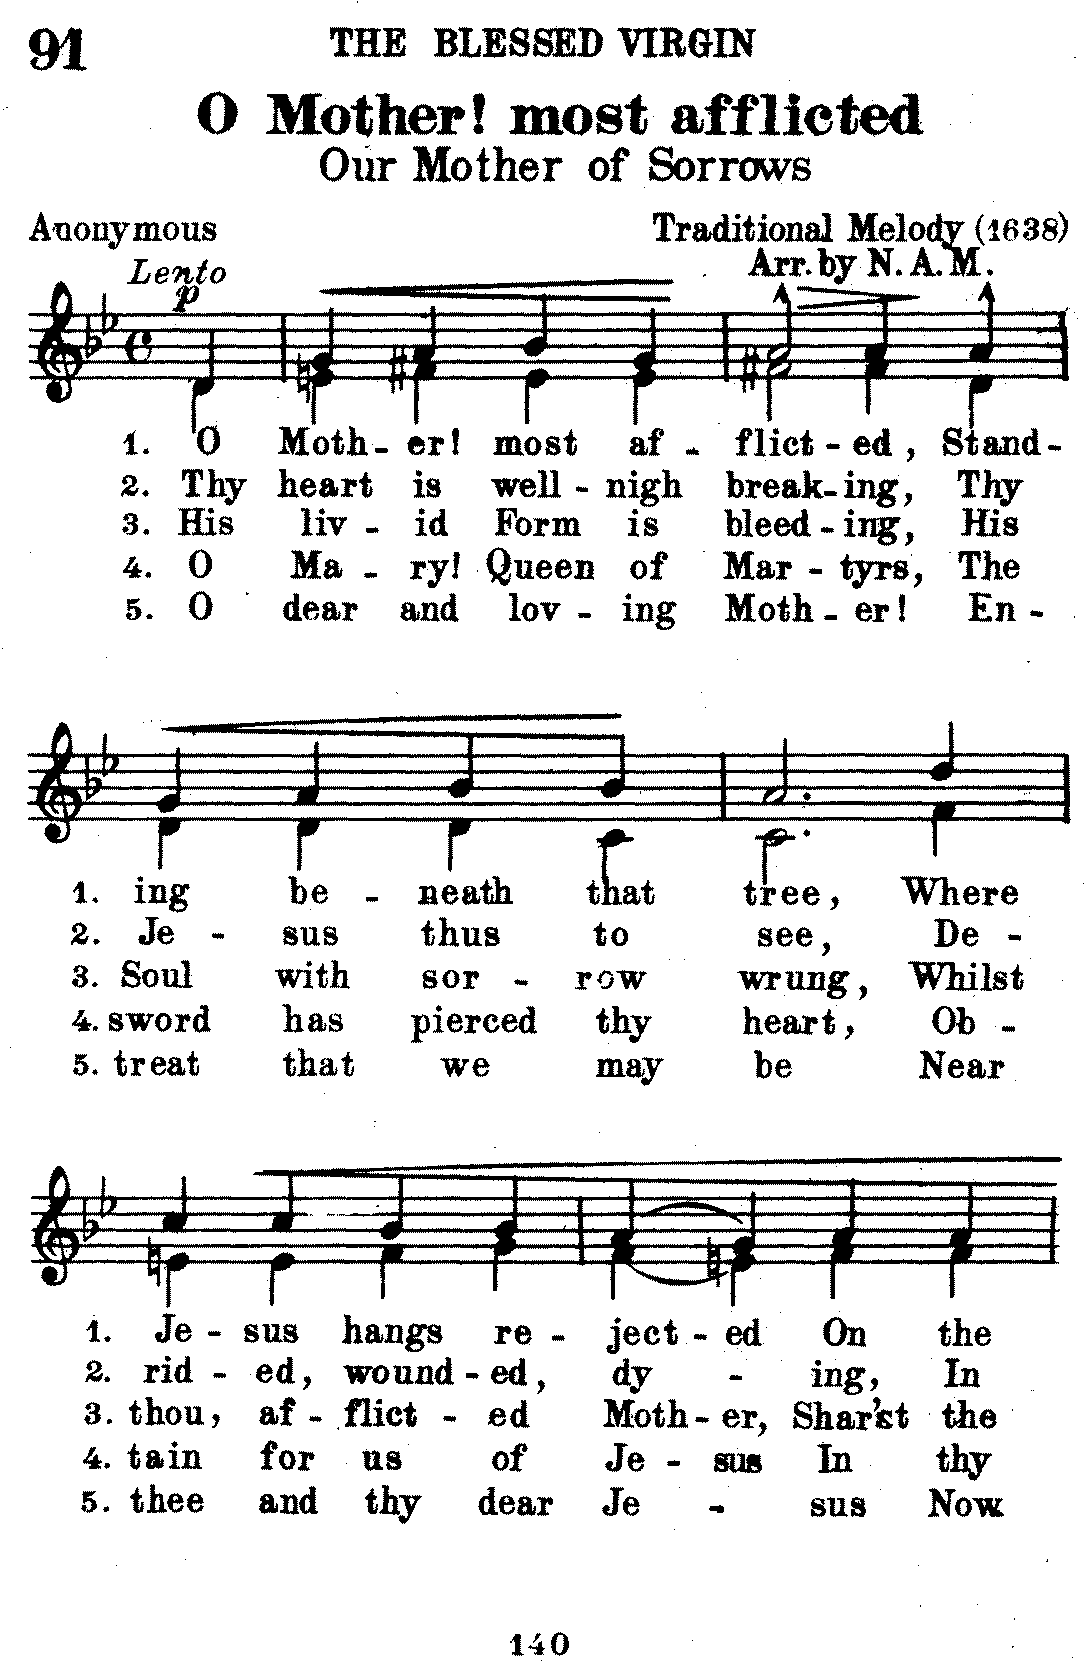 91 THE BLESSED VIRGIN
O Mother! most afflicted
Our Mother of Sorrows
Anonymous Traditional Melody (1638)
Lento Arr. by N. A. M.
p
1. O Moth- er! most af - flict - ed, Stand-
2. Thy heart is well - nigh break- ing, Thy
3. His liv - id Form is bleed - ing, His
4. O Ma - ry! Queen of Mar - tyrs, The
5. O dear and lov - ing Moth - er! En -
1. ing be - neath that tree, Where
2. Je - sus thus to see, De -
3. Soul with sor - row wrung, Whilst
4. sword has pierced thy heart, Ob -
5. treat that we may be Near
1. Je - sus hangs re - ject - ed On the
2. rid - ed, wound - ed, dy - ing, In
3. thou, af - flict - ed Moth - er, Shar'st the
4. tain for us of Je - sus In thy
5. thee and thy dear Je - sus Now
140